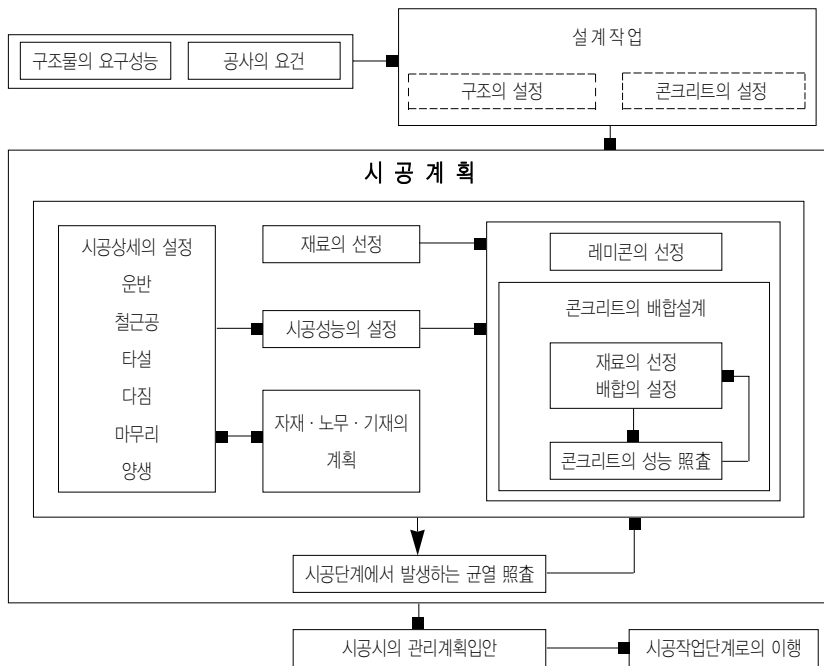 구조물의 요구성능
공사의 요건
설계작업
구조의 설정
콘크리트의 설정
시공계획
시공상세의 설정
운반
철근공
타설
다짐
마무리
양생
재료의 선정
시공성능의 설정
자재 · 노무 · 기재의
계획
레미콘의 선정
콘크리트의 배합설계
재료의 선정
배합의 설정
콘크리트의 성능 照査
시공단계에서 발생하는 균열 照査
시공시의 관리계획입안
시공작업단계로의 이행